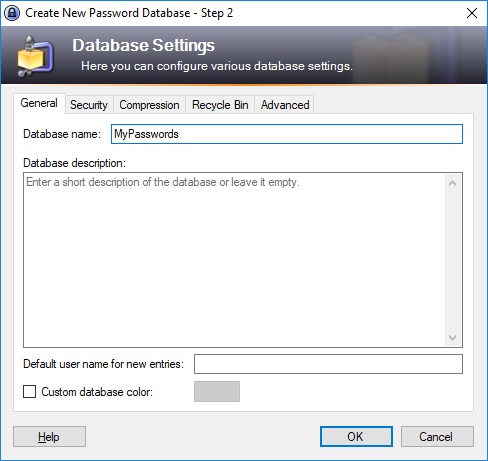 Create New Password Database - Step 2
Database Settings
Here you can configure various database settings.
General Security Compression Recycle Bin Advanced
Database name: MyPasswords
Database description:
Enter a short description of the database or leave it empty.
Default user name for new entries:
Custom database color:
Help OK Cancel